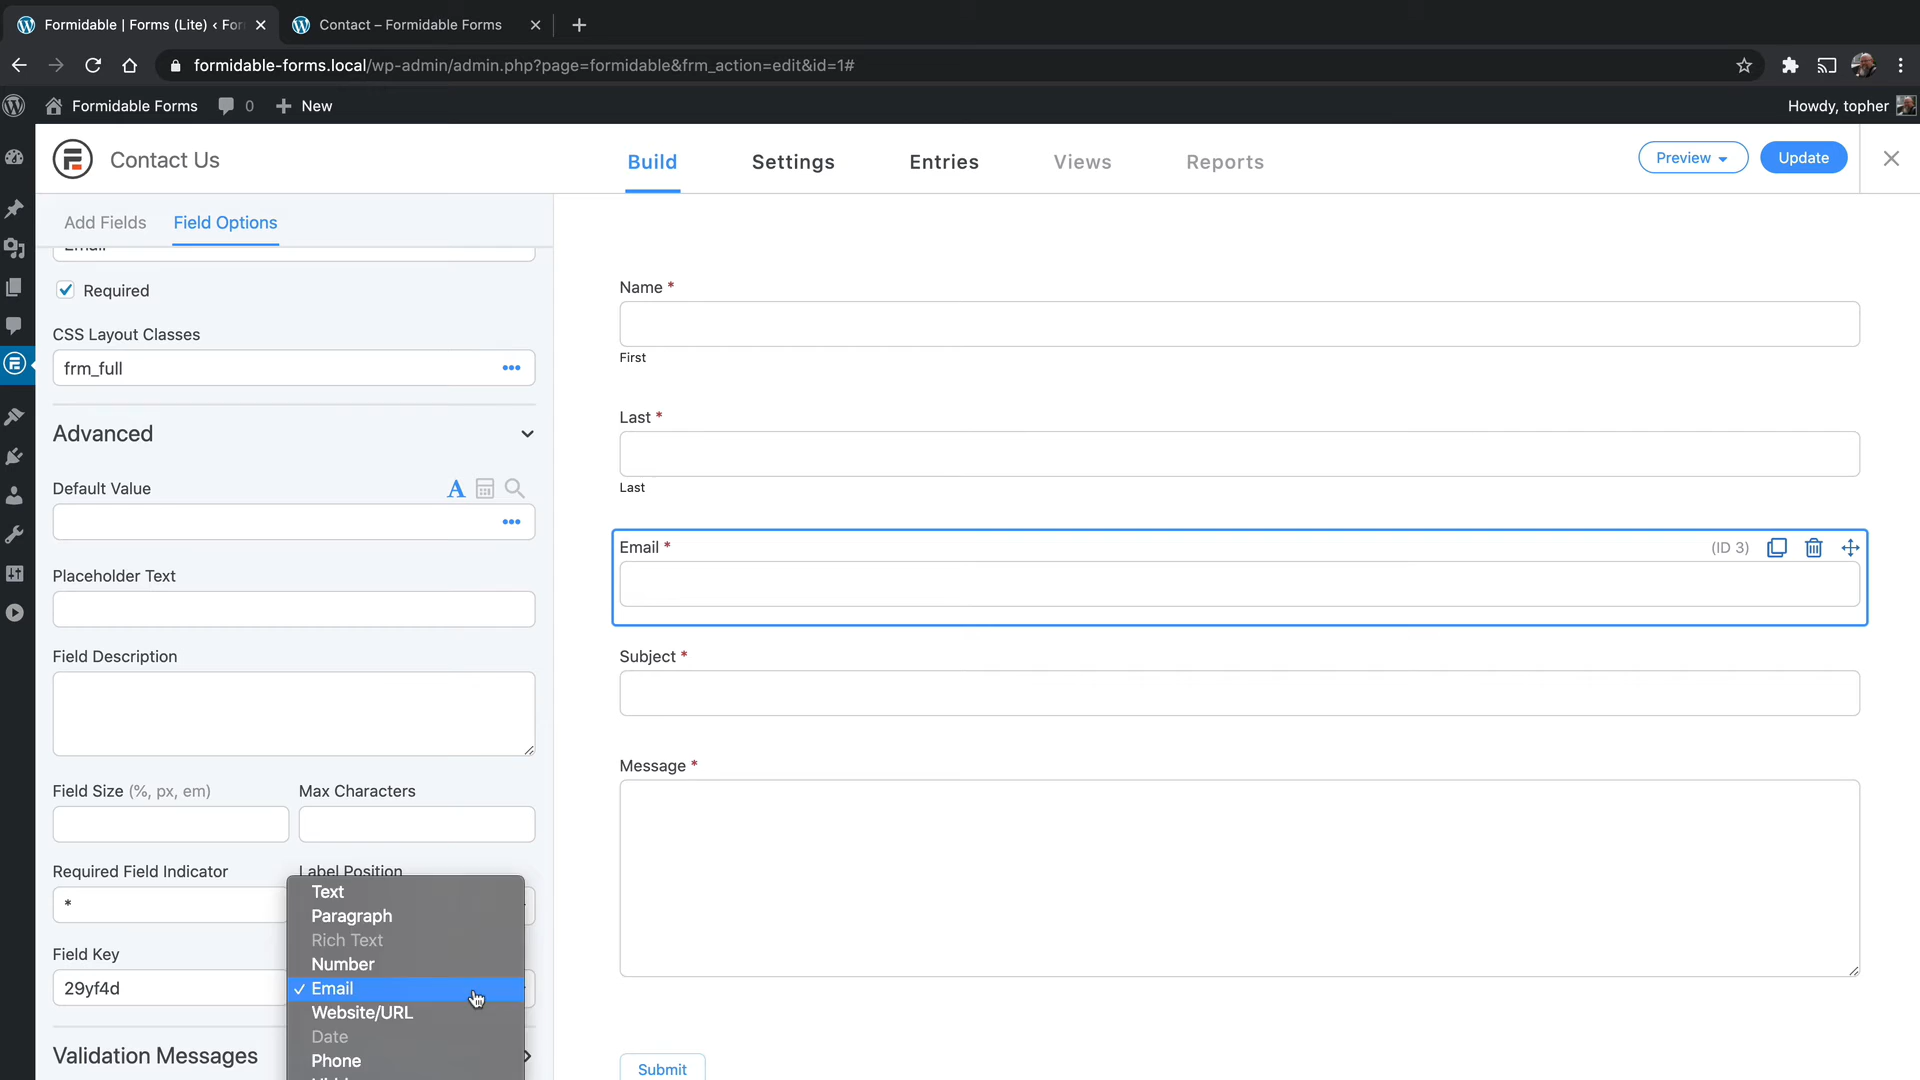 Formidable | Forms (Lite) ‹ For
Contact – Formidable Forms
formidable-forms.local/wp-admin/admin.php?page=formidable&frm_action=edit&id=1#
Formidable Forms
0
New
Howdy, topher
Contact Us
Build
Settings
Entries
Views
Reports
Preview
Update
Add Fields
Field Options
Email
Required
CSS Layout Classes
frm_full
Advanced
Default Value
A
Placeholder Text
Field Description
Field Size (%, px, em)
Max Characters
Required Field Indicator
Label Position
*
Field Key
29yf4d
Text
Paragraph
Rich Text
Number
✓ Email
Website/URL
Date
Phone
Validation Messages
Name *
First
Last *
Last
Email *
(ID 3)
Subject *
Message *
Submit